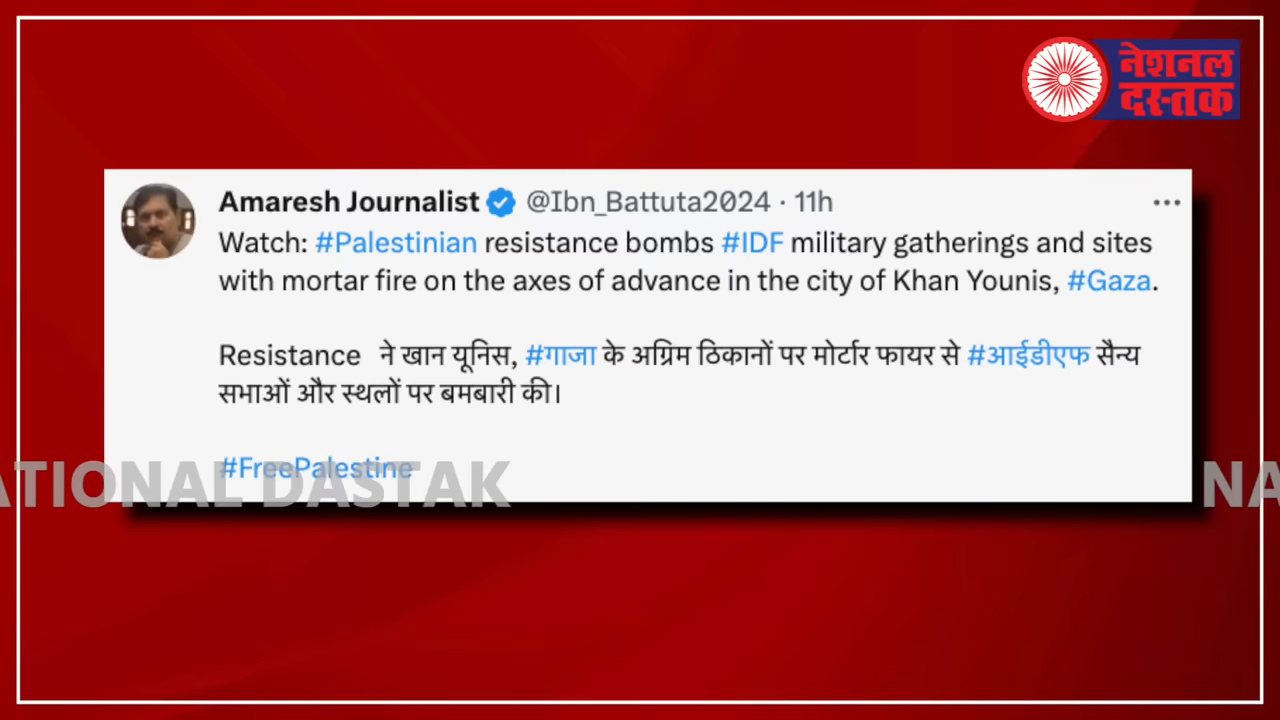 नेशनल
दस्तक
Amaresh Journalist @Ibn_Battuta2024 · 11h
Watch: #Palestinian resistance bombs #IDF military gatherings and sites
with mortar fire on the axes of advance in the city of Khan Younis, #Gaza.
Resistance ने खान यूनिस, #गाजा के अग्रिम ठिकानों पर मोर्टार फायर से #आईडीएफ सैन्य
सभाओं और स्थलों पर बमबारी की।
#FreePalestine
ATIONAL DASTAK NA